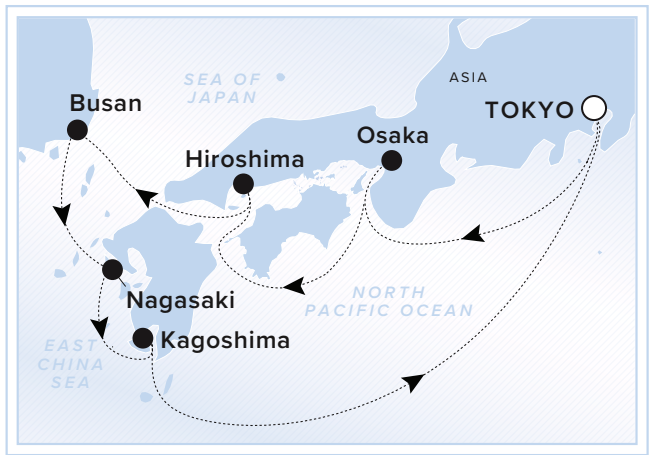 SEA OF
JAPAN
ASIA
Busan
TOKYO
Osaka
Hiroshima
Nagasaki
NORTH
PACIFIC OCEAN
Kagoshima
EAST
CHINA
SEA